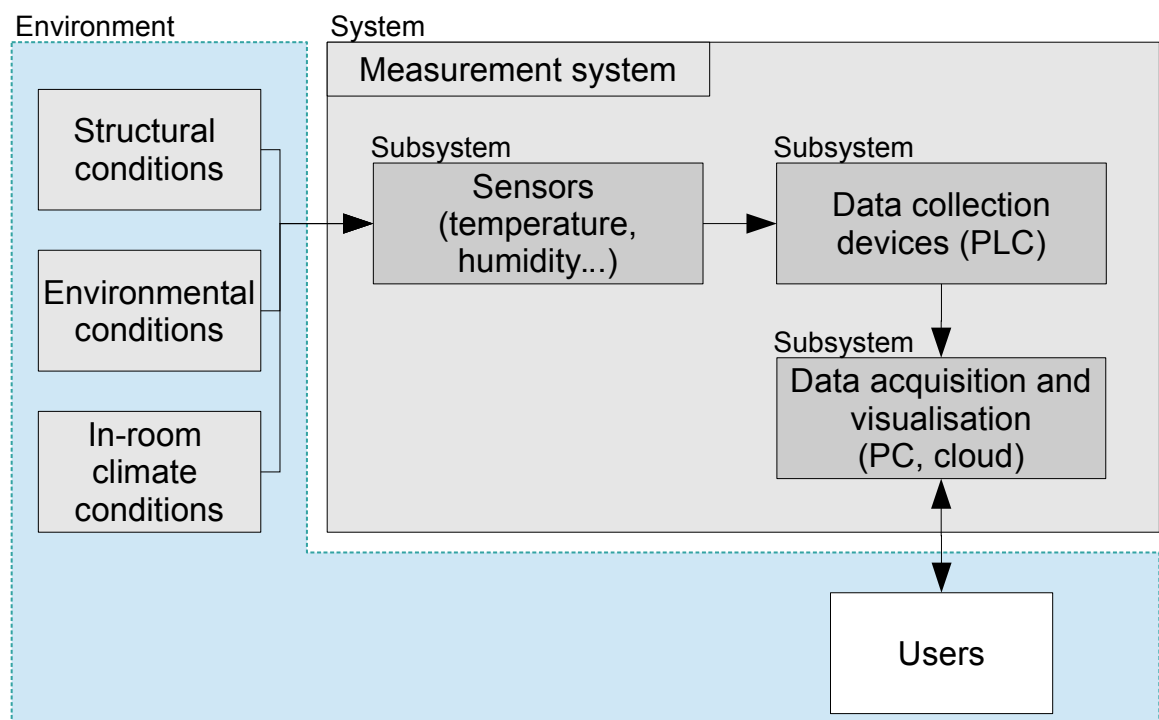 Environment
Structural
conditions
Environmental
conditions
In-room
climate
conditions
System
Measurement system
Subsystem
Sensors
(temperature,
humidity...)
Subsystem
Data collection
devices (PLC)
Subsystem
Data acquisition and
visualisation
(PC, cloud)
Users